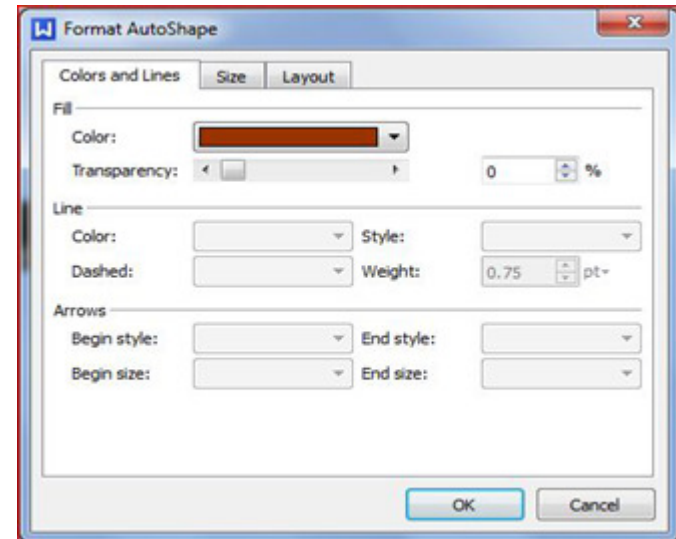 Format AutoShape
Colors and Lines Size Layout
Fill
Color:
Transparency: 0 %
Line
Color: Style:
Dashed: Weight: 0.75 pt
Arrows
Begin style: End style:
Begin size: End size:
OK Cancel